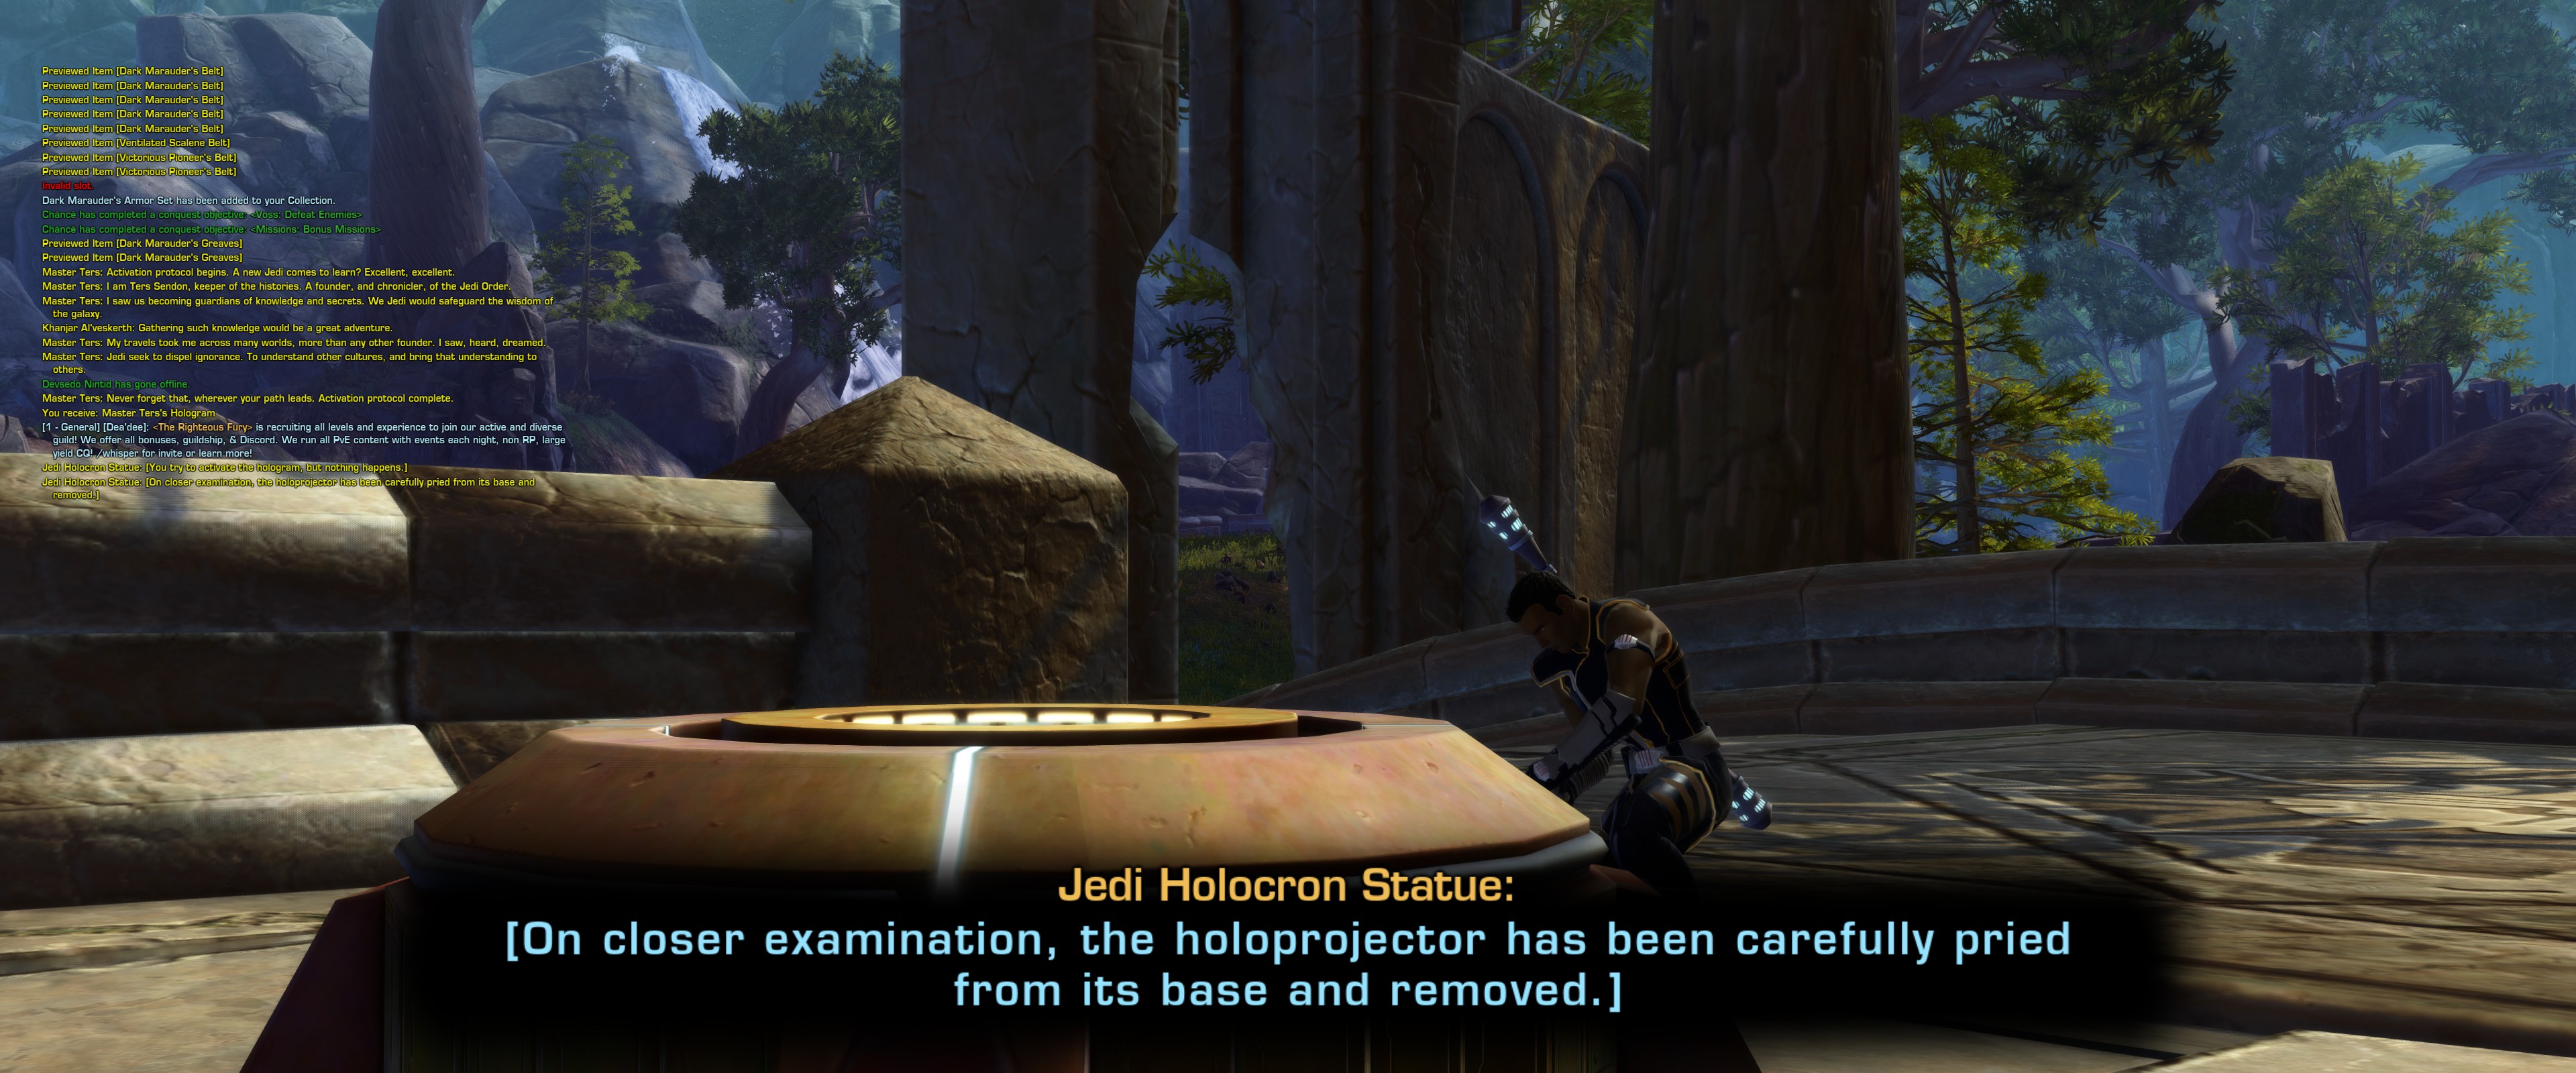 Previewed Item [Dark Marauder's Belt]
Previewed Item [Dark Marauder's Belt]
Previewed Item [Dark Marauder's Belt]
Previewed Item [Dark Marauder's Belt]
Previewed Item [Dark Marauder's Belt]
Previewed Item [Ventilated Scalene Belt]
Previewed Item [Victorious Pioneer's Belt]
Previewed Item [Victorious Pioneer's Belt]
Invalid slot.
Dark Marauder's Armor Set has been added to your Collection.
Chance has completed a conquest objective: <Voss: Defeat Enemies>
Chance has completed a conquest objective: <Missions: Bonus Missions>
Previewed Item [Dark Marauder's Greaves]
Previewed Item [Dark Marauder's Greaves]
Master Ters: Activation protocol begins. A new Jedi comes to learn? Excellent, excellent.
Master Ters: I am Ters Sendon, keeper of the histories. A founder, and chronicler, of the Jedi Order.
Master Ters: I saw us becoming guardians of knowledge and secrets. We Jedi would safeguard the wisdom of
the galaxy.
Khanjar Al'veskerth: Gathering such knowledge would be a great adventure.
Master Ters: My travels took me across many worlds, more than any other founder. I saw, heard, dreamed.
Master Ters: Jedi seek to dispel ignorance. To understand other cultures, and bring that understanding to
others.
Devsedo Nintid has gone offline.
Master Ters: Never forget that, wherever your path leads. Activation protocol complete.
You receive: Master Ters's Hologram
[1 - General] [Dea'dee]: <The Righteous Fury> is recruiting all levels and experience to join our active and diverse
guild! We offer all bonuses, guildship, & Discord. We run all PvE content with events each night, non RP, large
yield CQ! /whisper for invite or learn more!
Jedi Holocron Statue: [You try to activate the hologram, but nothing happens.]
Jedi Holocron Statue: [On closer examination, the holoprojector has been carefully pried from its base and
removed.]
Jedi Holocron Statue:
[On closer examination, the holoprojector has been carefully pried
from its base and removed.]